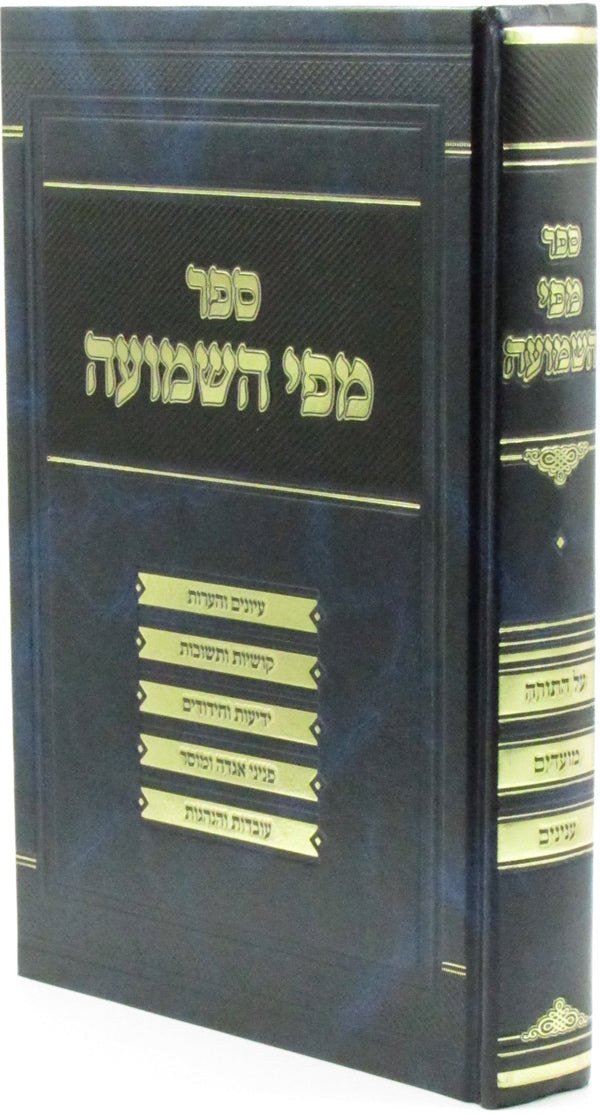 ספר
מפי השמועה
עיונים והערות
קושיות ותשובות
ידיעות וחידודים
פניני אגדה ומוסר
עובדות והנהגות
ספר
מפי
השמועה
על התורה
מועדים
ענינים